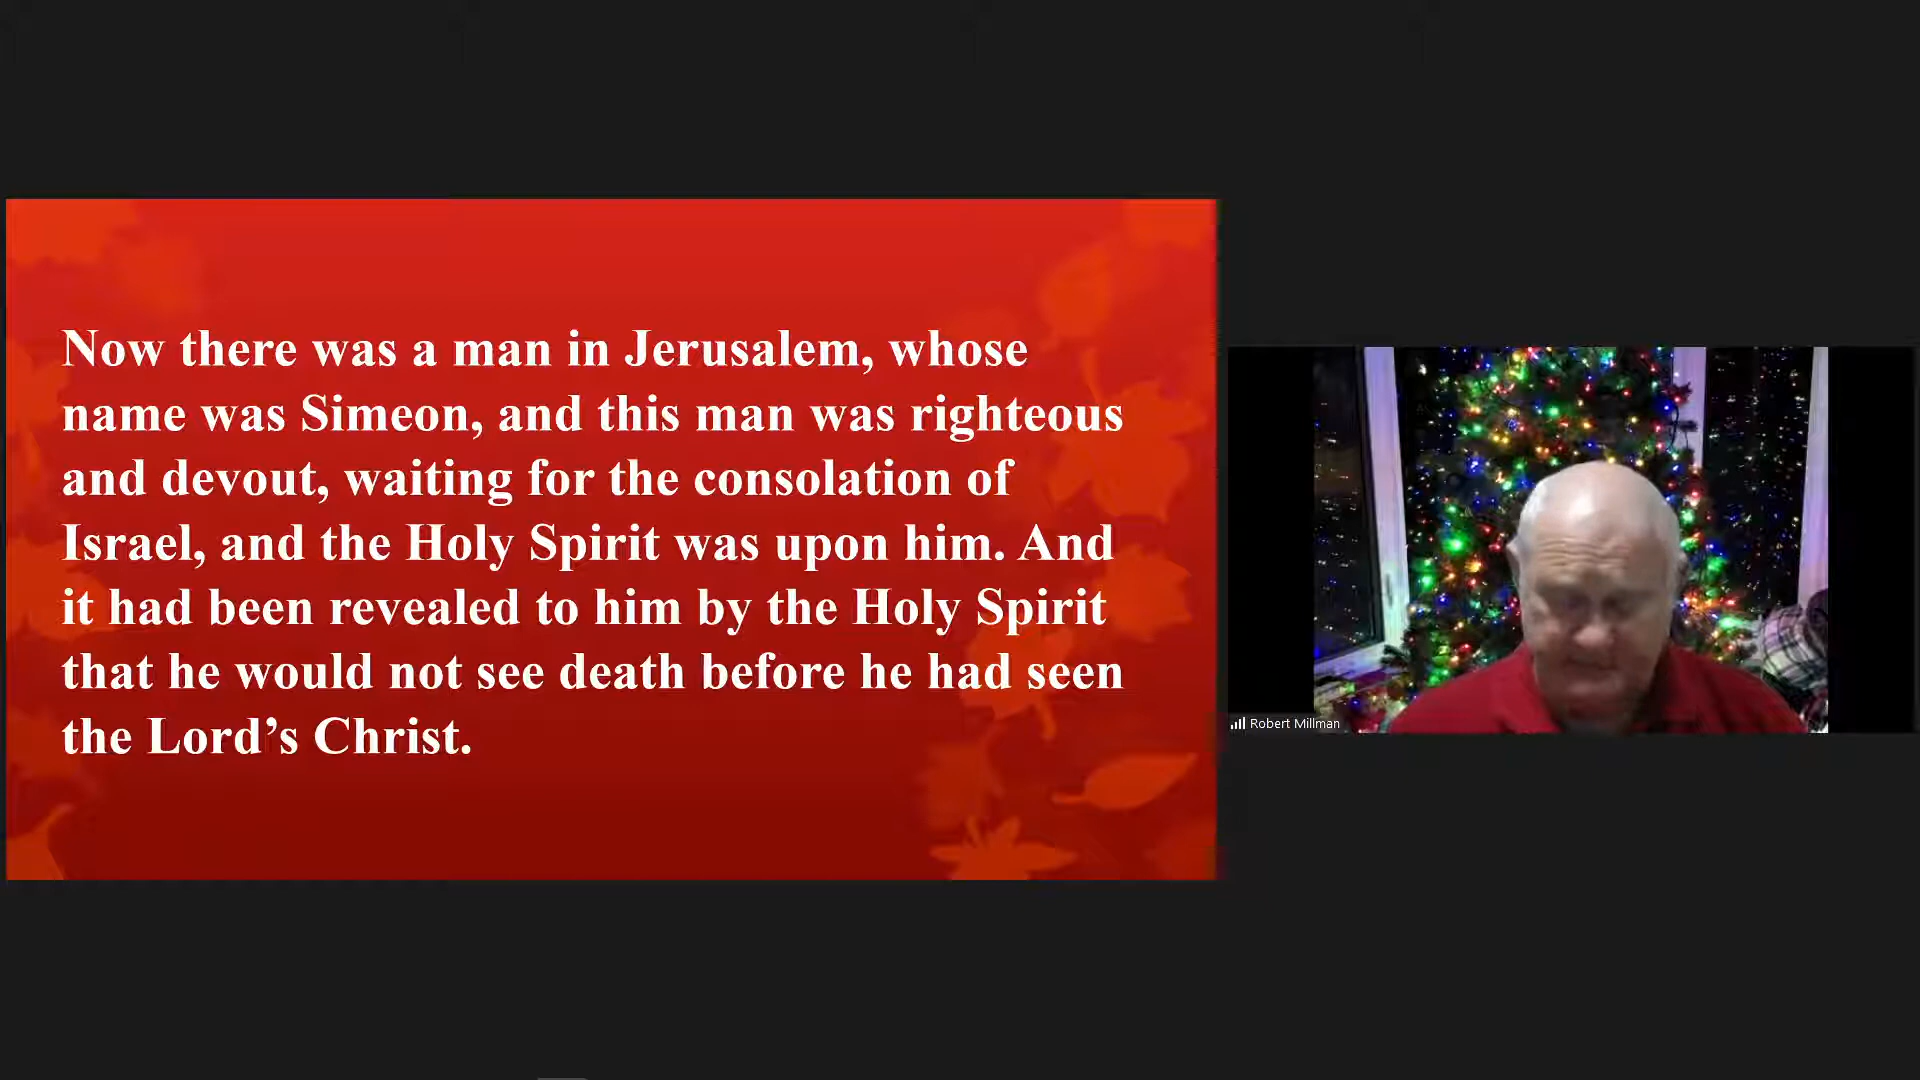 Now there was a man in Jerusalem, whose
name was Simeon, and this man was righteous
and devout, waiting for the consolation of
Israel, and the Holy Spirit was upon him. And
it had been revealed to him by the Holy Spirit
that he would not see death before he had seen
the Lord’s Christ.
Robert Millman